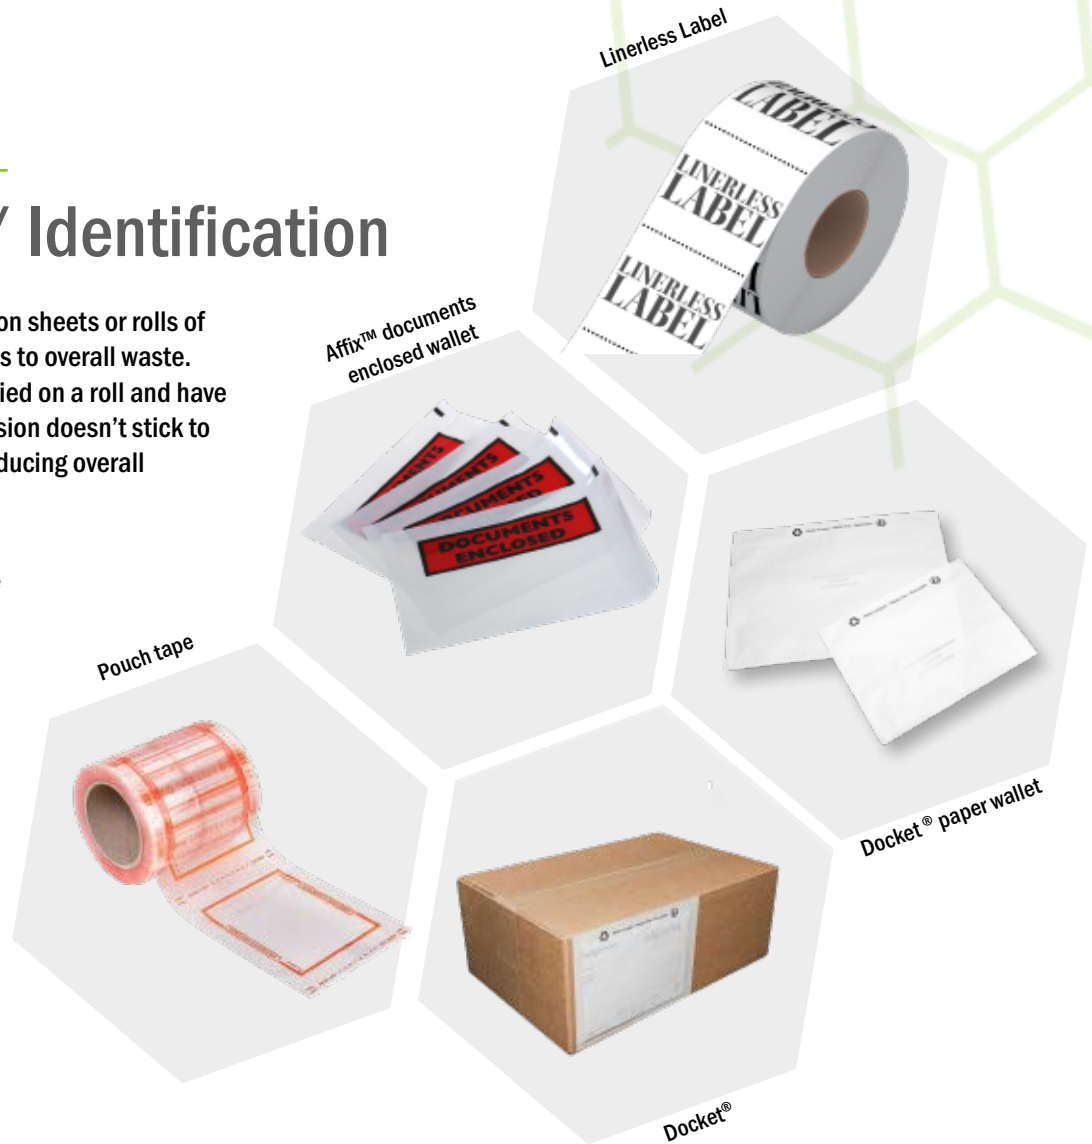 Linerless Label
LABEL
LINERLESS
LABEL
LINERLESS
LABEL
Identification
on sheets or rolls of
s to overall waste.
ied on a roll and have
sion doesn’t stick to
ducing overall
Affix™ documents
enclosed wallet
DOCUMENTS
ENCLOSED
Pouch tape
Docket® paper wallet
Docket®